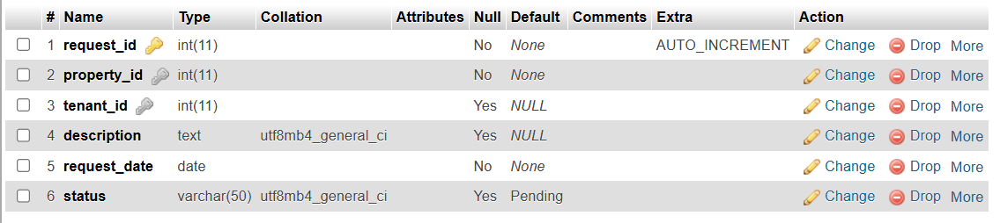 # Name Type Collation Attributes Null Default Comments Extra Action
1 request_id int(11) No None AUTO_INCREMENT Change Drop More
2 property_id int(11) No None Change Drop More
3 tenant_id int(11) Yes NULL Change Drop More
4 description text utf8mb4_general_ci Yes NULL Change Drop More
5 request_date date No None Change Drop More
6 status varchar(50) utf8mb4_general_ci Yes Pending Change Drop More